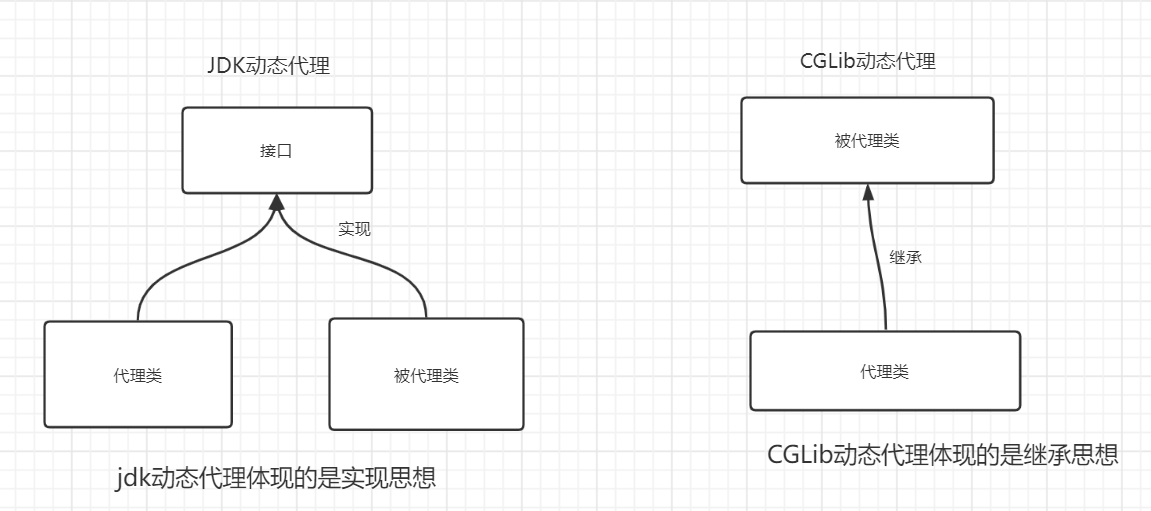 JDK动态代理
接口
实现
代理类
被代理类
jdk动态代理体现的是实现思想
CGLib动态代理
被代理类
继承
代理类
CGLib动态代理体现的是继承思想